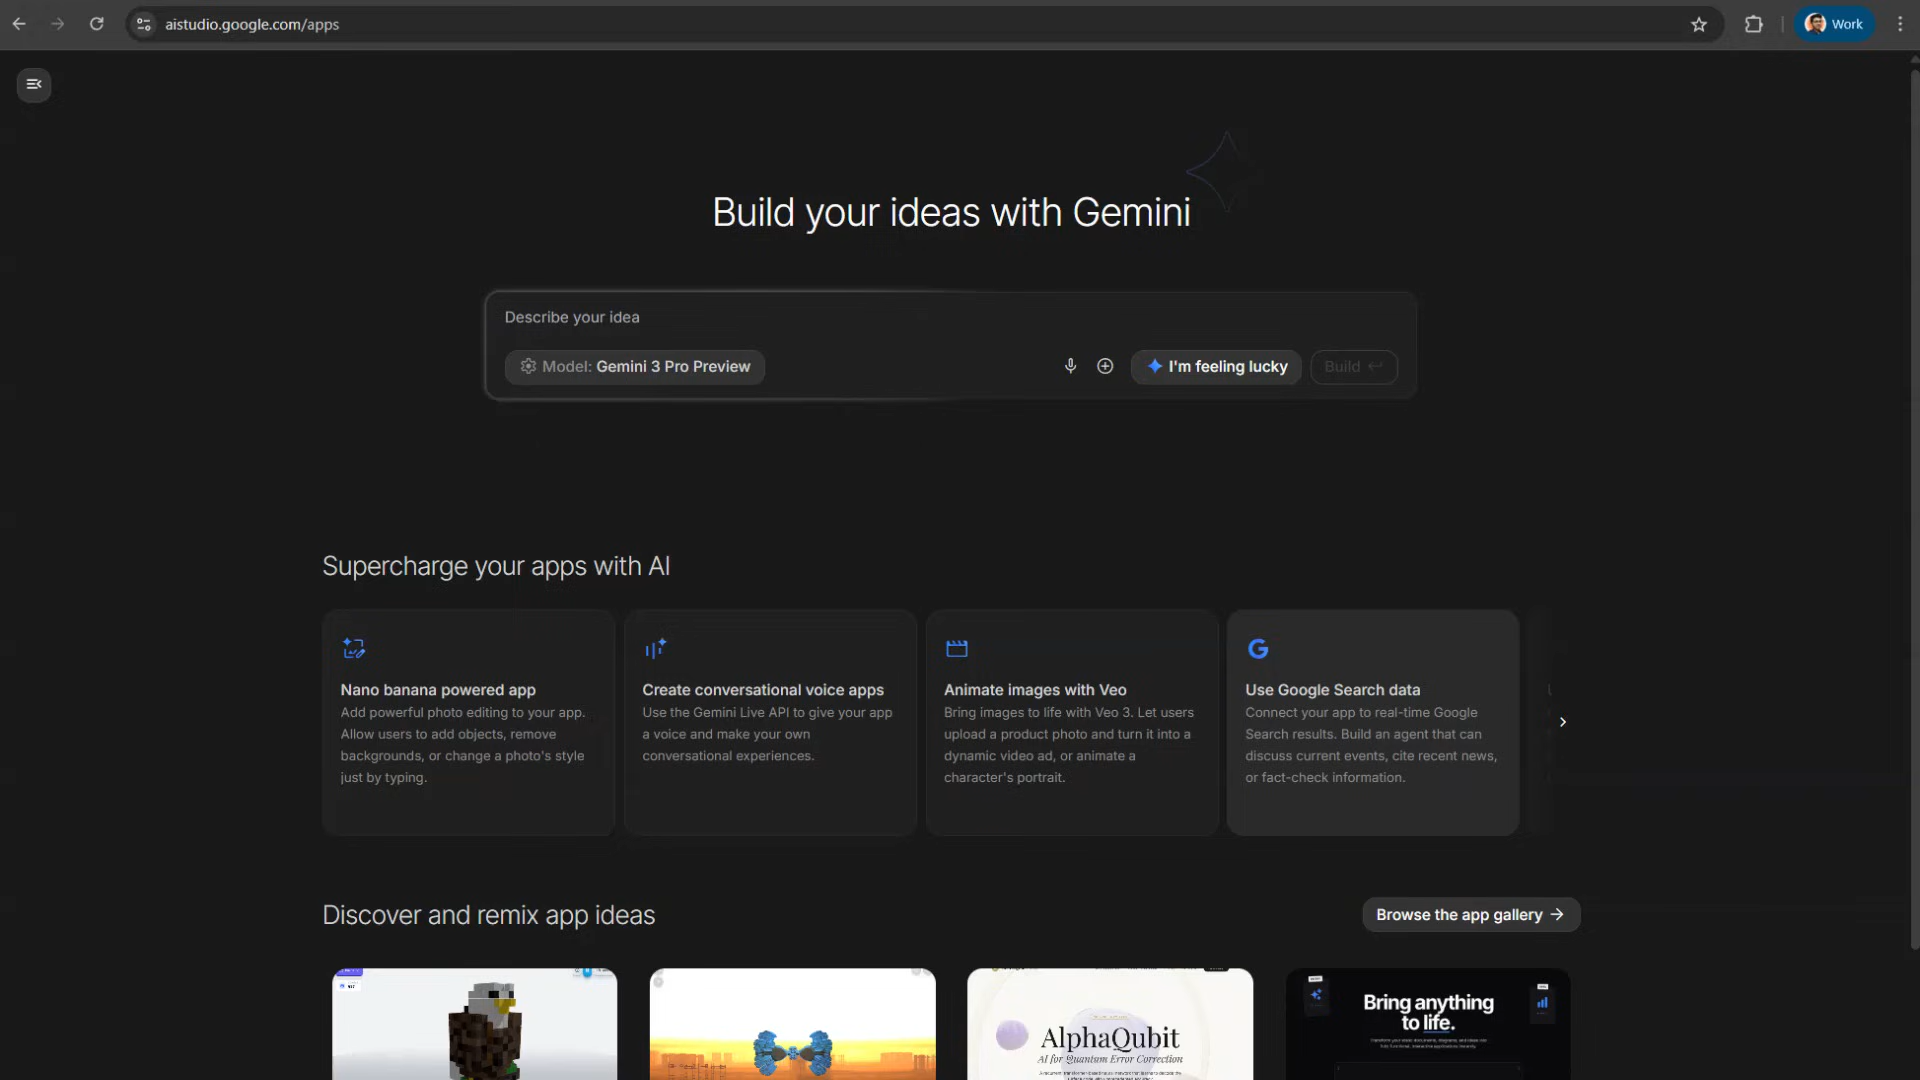 aistudio.google.com/apps
Work
Build your ideas with Gemini
Describe your idea
Model: Gemini 3 Pro Preview
I'm feeling lucky
Build
Supercharge your apps with AI
Nano banana powered app
Add powerful photo editing to your app.
Allow users to add objects, remove
backgrounds, or change a photo's style
just by typing.
Create conversational voice apps
Use the Gemini Live API to give your app
a voice and make your own
conversational experiences.
Animate images with Veo
Bring images to life with Veo 3. Let users
upload a product photo and turn it into a
dynamic video ad, or animate a
character's portrait.
Use Google Search data
Connect your app to real-time Google
Search results. Build an agent that can
discuss current events, cite recent news,
or fact-check information.
Discover and remix app ideas
Browse the app gallery
AlphaQubit
AI for Quantum Error Correction
Bring anything
to life.